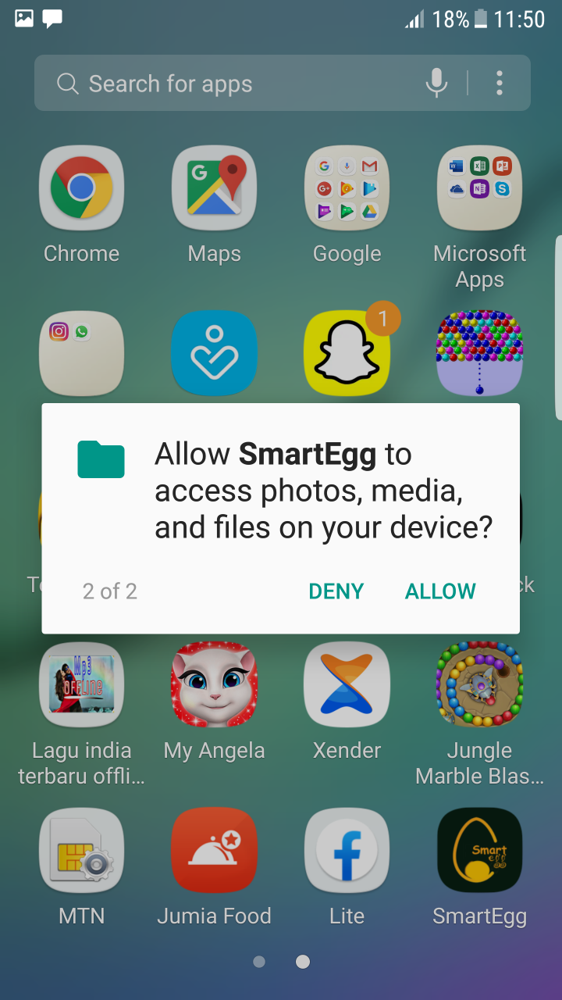 18% 11:50
Search for apps
Chrome
Maps
Google
Microsoft
Apps
1
Allow SmartEgg to
access photos, media,
and files on your device?
2 of 2
DENY
ALLOW
ck
Mp3
OFFLINE
Smart
egg
Lagu india
terbaru offli...
My Angela
Xender
Jungle
Marble Blas...
MTN
Jumia Food
Lite
SmartEgg